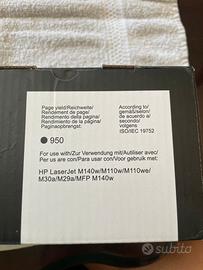 Page yield/Reichweite/
Rendement de la page/
Rendimento della pagina/
Rendimiento de la pagina/
Paginaopbrengst:
According to/
gemäß/selon/
de acuerdo a/
secondo/
volgens
ISO/IEC 19752
950
For use with/Zur Verwendung mit/Autiliser avec/
Per us are con/Para usar con/Voor gebruik met:
HP LaserJet M140w/M110w/M110we/
M30a/M29a/MFP M140w
Subito